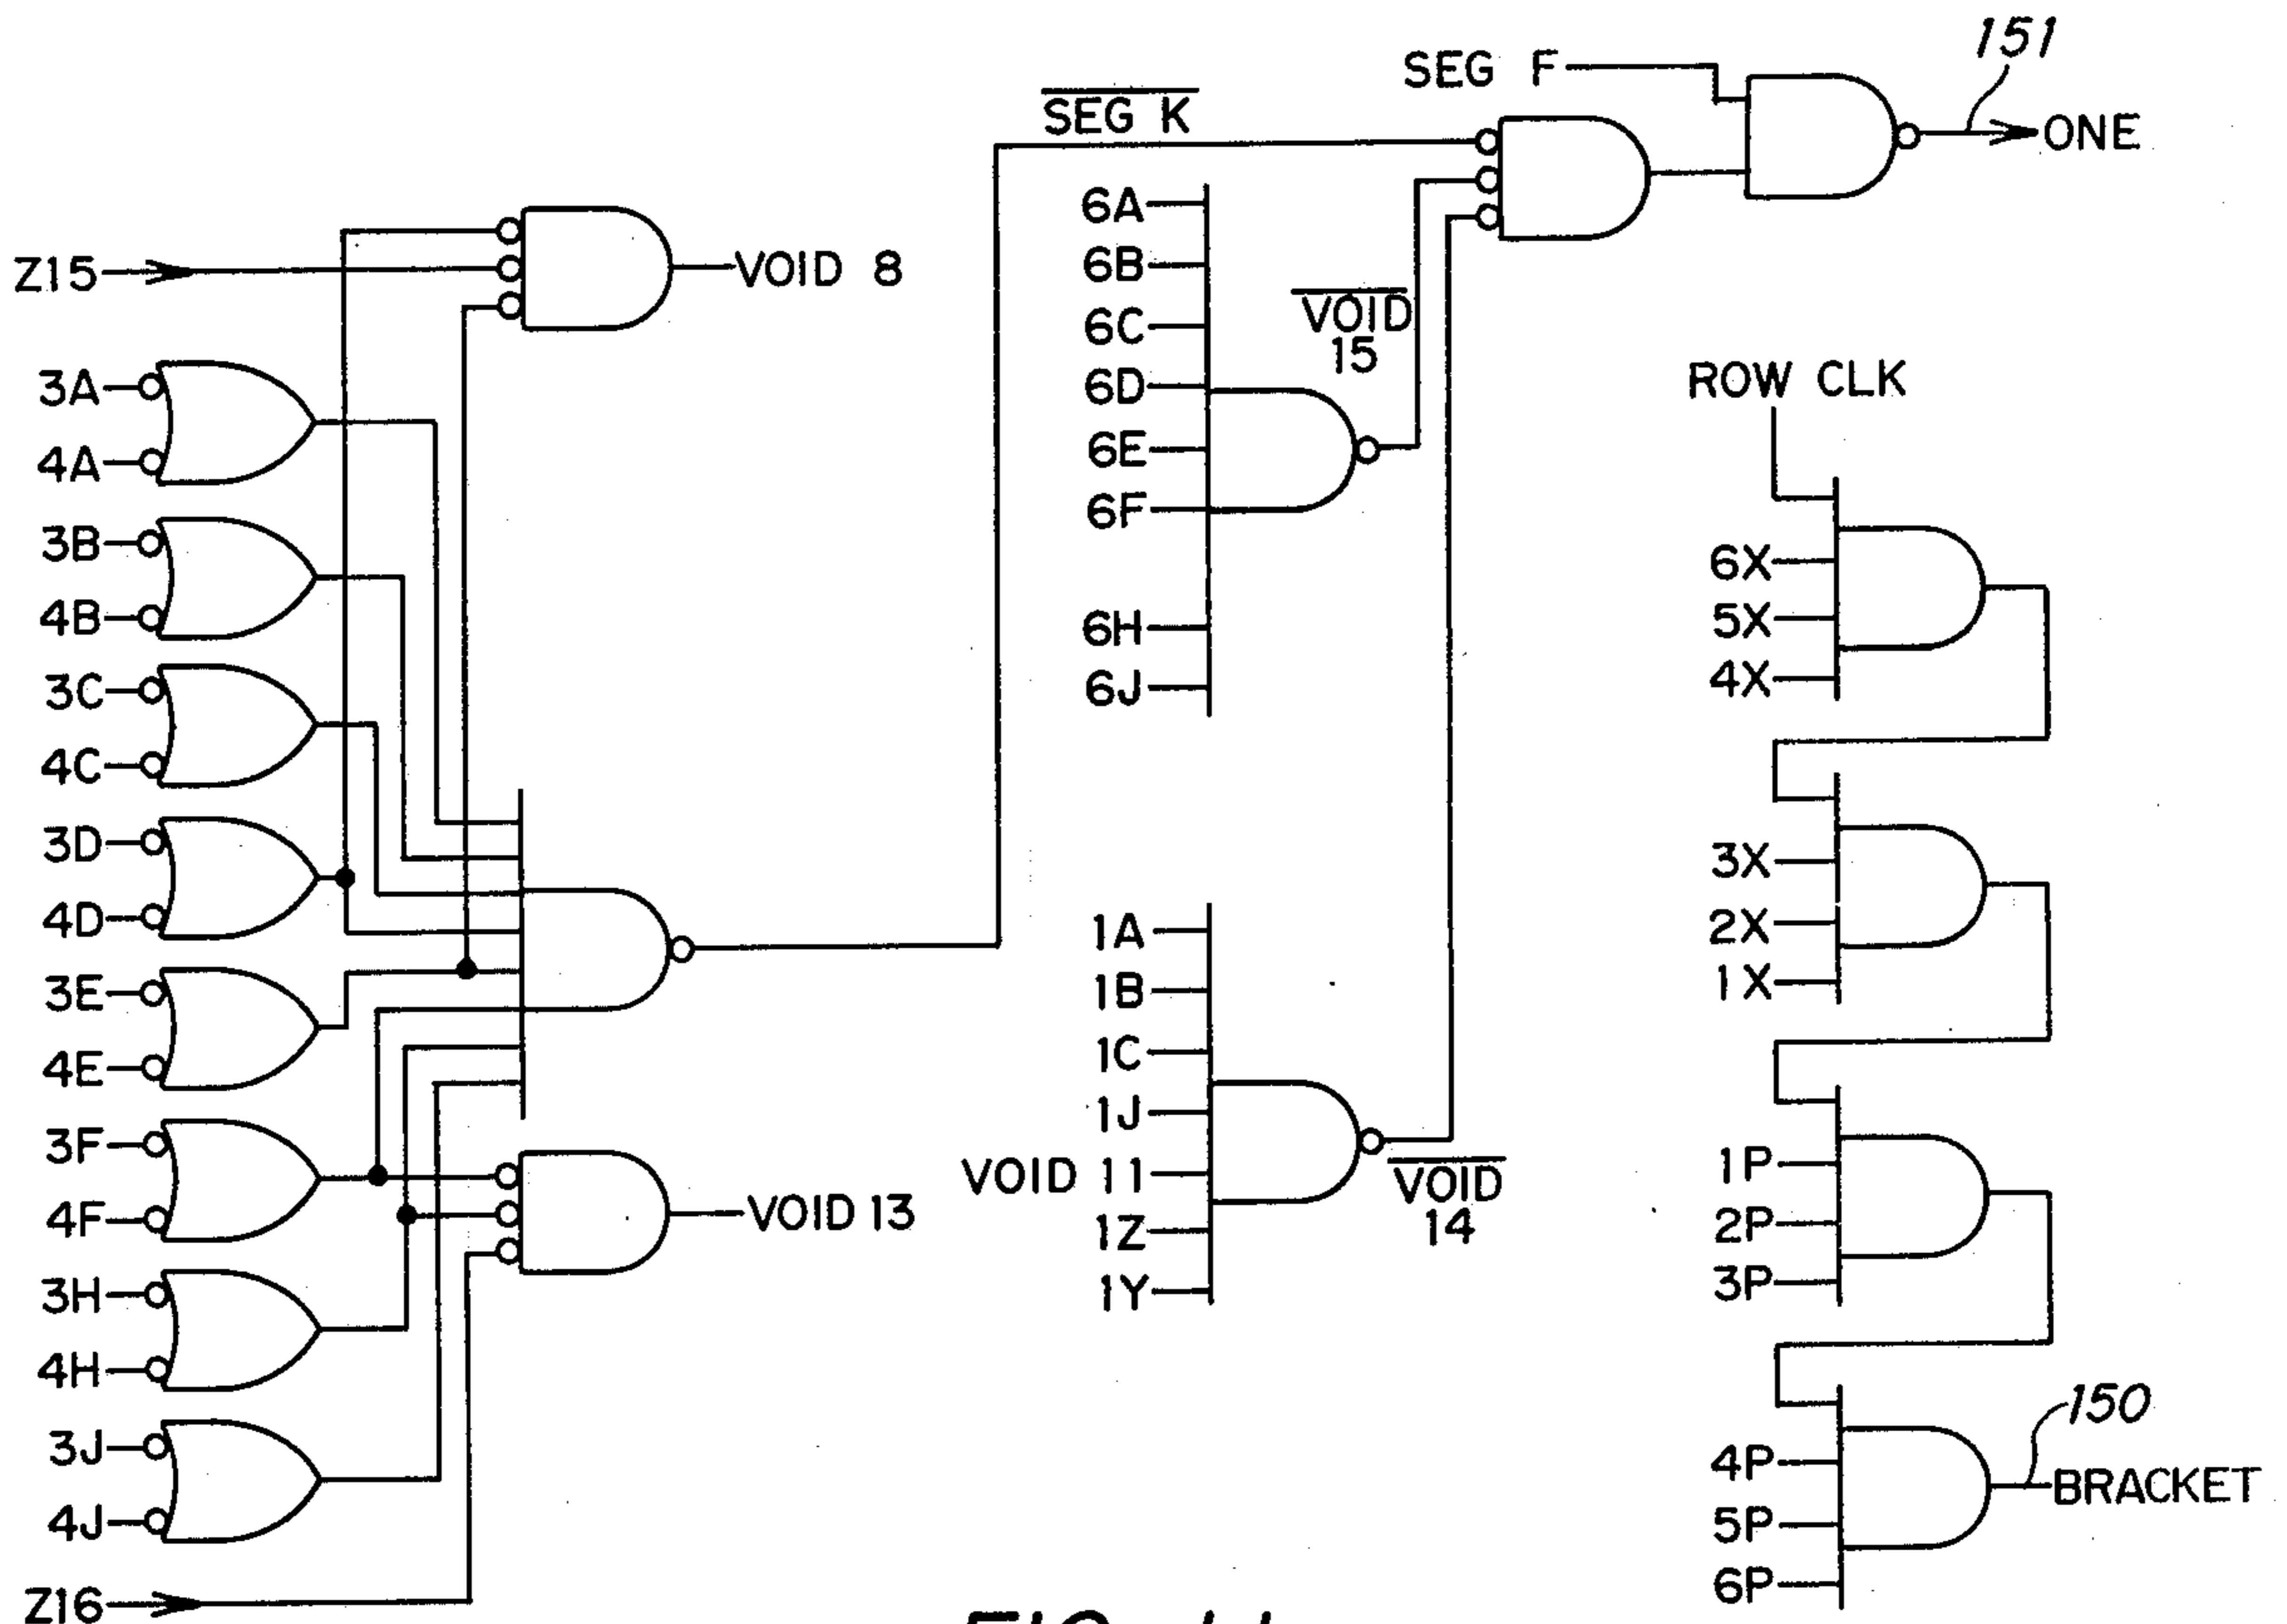 151
SEG F
SEG K
ONE
6A
6B
6C
6D
6E
6F
6H
6J
VOID
15
Z15
VOID 8
3A
4A
3B
4B
3C
4C
3D
4D
3E
4E
3F
4F
3H
4H
3J
4J
Z16
VOID 13
1A
1B
1C
1J
VOID 11
1Z
1Y
VOID
14
ROW CLK
6X
5X
4X
3X
2X
1X
1P
2P
3P
4P
5P
6P
150
BRACKET